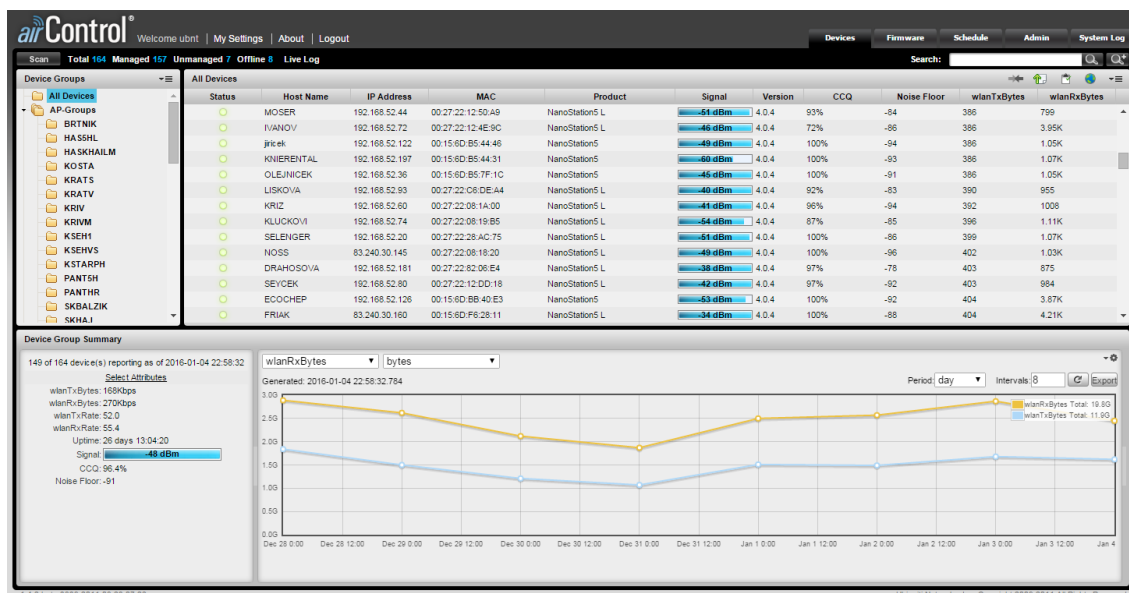 airControl® Welcome ubnt | My Settings | About | Logout Devices Firmware Schedule Admin System Log
Scan Total 164 Managed 157 Unmanaged 7 Offline 8 Live Log Search:
Device Groups
All Devices
AP-Groups
BRTNIK
HAS5HL
HASKHAILM
KOSTA
KRATS
KRATV
KRIV
KRIVM
KSEH1
KSEHVS
KSTARPH
PANT5H
PANTHR
SKBALZIK
SKHAJ
All Devices
Status Host Name IP Address MAC Product Signal Version CCQ Noise Floor wlanTxBytes wlanRxBytes
MOSER 192.168.52.44 00:27:22:12:50:A9 NanoStation5 L -51 dBm 4.0.4 93% -84 386 799
IVANOV 192.168.52.72 00:27:22:12:4E:9C NanoStation5 L -46 dBm 4.0.4 72% -86 386 3.95K
jiricek 192.168.52.122 00:15:6D:B5:44:46 NanoStation5 -49 dBm 4.0.4 100% -94 386 1.05K
KNIERENTAL 192.168.52.197 00:15:6D:B5:44:31 NanoStation5 -60 dBm 4.0.4 100% -93 386 1.07K
OLEJNICEK 192.168.52.36 00:15:6D:B5:7F:1C NanoStation5 -45 dBm 4.0.4 100% -91 386 1.05K
LISKOVA 192.168.52.93 00:27:22:C6:DE:A4 NanoStation5 L -40 dBm 4.0.4 92% -83 390 955
KRIZ 192.168.52.60 00:27:22:08:1A:00 NanoStation5 L -41 dBm 4.0.4 96% -94 392 1008
KLUCKOVI 192.168.52.74 00:27:22:08:19:B5 NanoStation5 L -54 dBm 4.0.4 87% -85 396 1.11K
SELENGER 192.168.52.20 00:27:22:28:AC:75 NanoStation5 L -51 dBm 4.0.4 100% -86 399 1.07K
NOSS 83.240.30.145 00:27:22:08:18:20 NanoStation5 L -49 dBm 4.0.4 100% -96 402 1.03K
DRAHOSOVA 192.168.52.181 00:27:22:82:06:E4 NanoStation5 L -38 dBm 4.0.4 97% -78 403 875
SEYCEK 192.168.52.80 00:27:22:12:DD:18 NanoStation5 L -42 dBm 4.0.4 97% -92 403 984
ECOCHEP 192.168.52.126 00:15:6D:BB:40:E3 NanoStation5 -53 dBm 4.0.4 100% -92 404 3.87K
FRIAK 83.240.30.160 00:15:6D:F6:28:11 NanoStation5 L -34 dBm 4.0.4 100% -88 404 4.21K
Device Group Summary
149 of 164 device(s) reporting as of 2016-01-04 22:58:32
Select Attributes
wlanTxBytes: 168Kbps
wlanRxBytes: 270Kbps
wlanTxRate: 52.0
wlanRxRate: 55.4
Uptime: 26 days 13:04:20
Signal: -48 dBm
CCQ: 96.4%
Noise Floor: -91
wlanRxBytes bytes
Generated: 2016-01-04 22:58:32.784 Period: day Intervals: 8 Export
wlanRxBytes Total: 19.8G
wlanTxBytes Total: 11.9G
3.0G
2.5G
2.0G
1.5G
1.0G
0.5G
0.0G
Dec 28 0:00 Dec 28 12:00 Dec 29 0:00 Dec 29 12:00 Dec 30 0:00 Dec 30 12:00 Dec 31 0:00 Dec 31 12:00 Jan 1 0:00 Jan 1 12:00 Jan 2 0:00 Jan 2 12:00 Jan 3 0:00 Jan 3 12:00 Jan 4